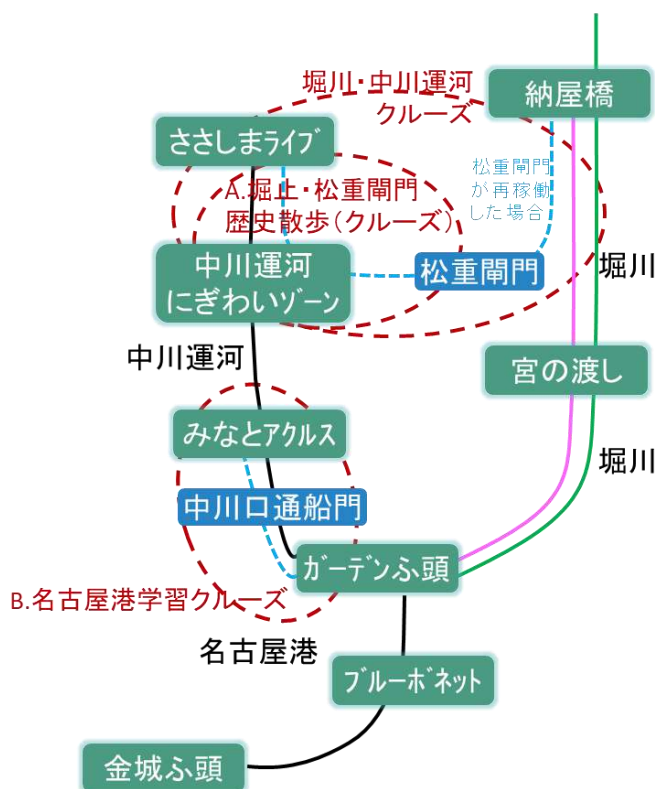 堀川・中川運河
クルーズ
納屋橋
ささしまライブ
松重閘門
が再稼働
した場合
A.堀止・松重閘門
歴史散歩(クルーズ)
中川運河
にぎわいゾーン
松重閘門
堀川
中川運河
宮の渡し
みなとアクルス
堀川
中川口通船門
ガーデンふ頭
B.名古屋港学習クルーズ
名古屋港
ブルーボネット
金城ふ頭